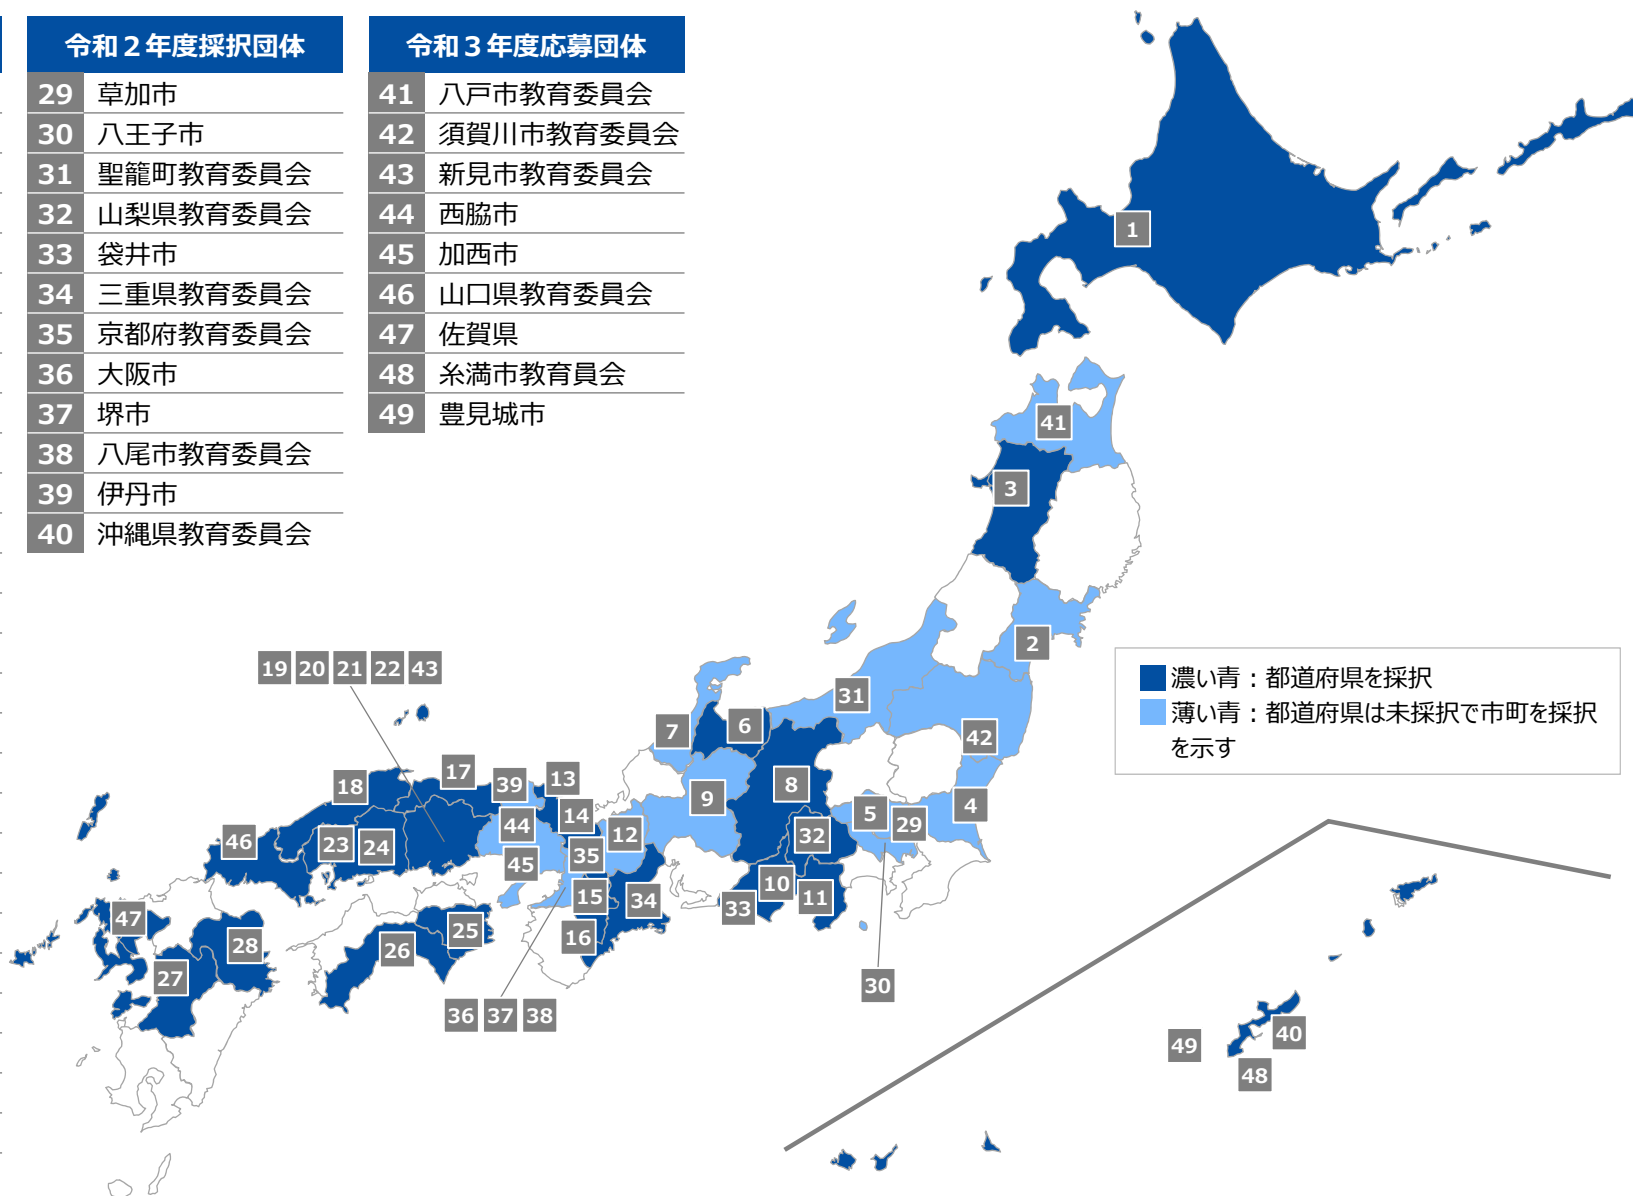 令和２年度採択団体
29 草加市
30 八王子市
31 聖籠町教育委員会
32 山梨県教育委員会
33 袋井市
34 三重県教育委員会
35 京都府教育委員会
36 大阪市
37 堺市
38 八尾市教育委員会
39 伊丹市
40 沖縄県教育委員会
令和３年度応募団体
41 八戸市教育委員会
42 須賀川市教育委員会
43 新見市教育委員会
44 西脇市
45 加西市
46 山口県教育委員会
47 佐賀県
48 糸満市教育員会
49 豊見城市
1
41
3
2
19 20 21 22 43
31
7
6
42
17
39
13
18
8
9
4
5
29
14
44
12
32
46
23
24
35
45
10
11
15
34
33
47
25
16
28
26
27
30
36 37 38
40
49
48
濃い青：都道府県を採択
薄い青：都道府県は未採択で市町を採択
を示す